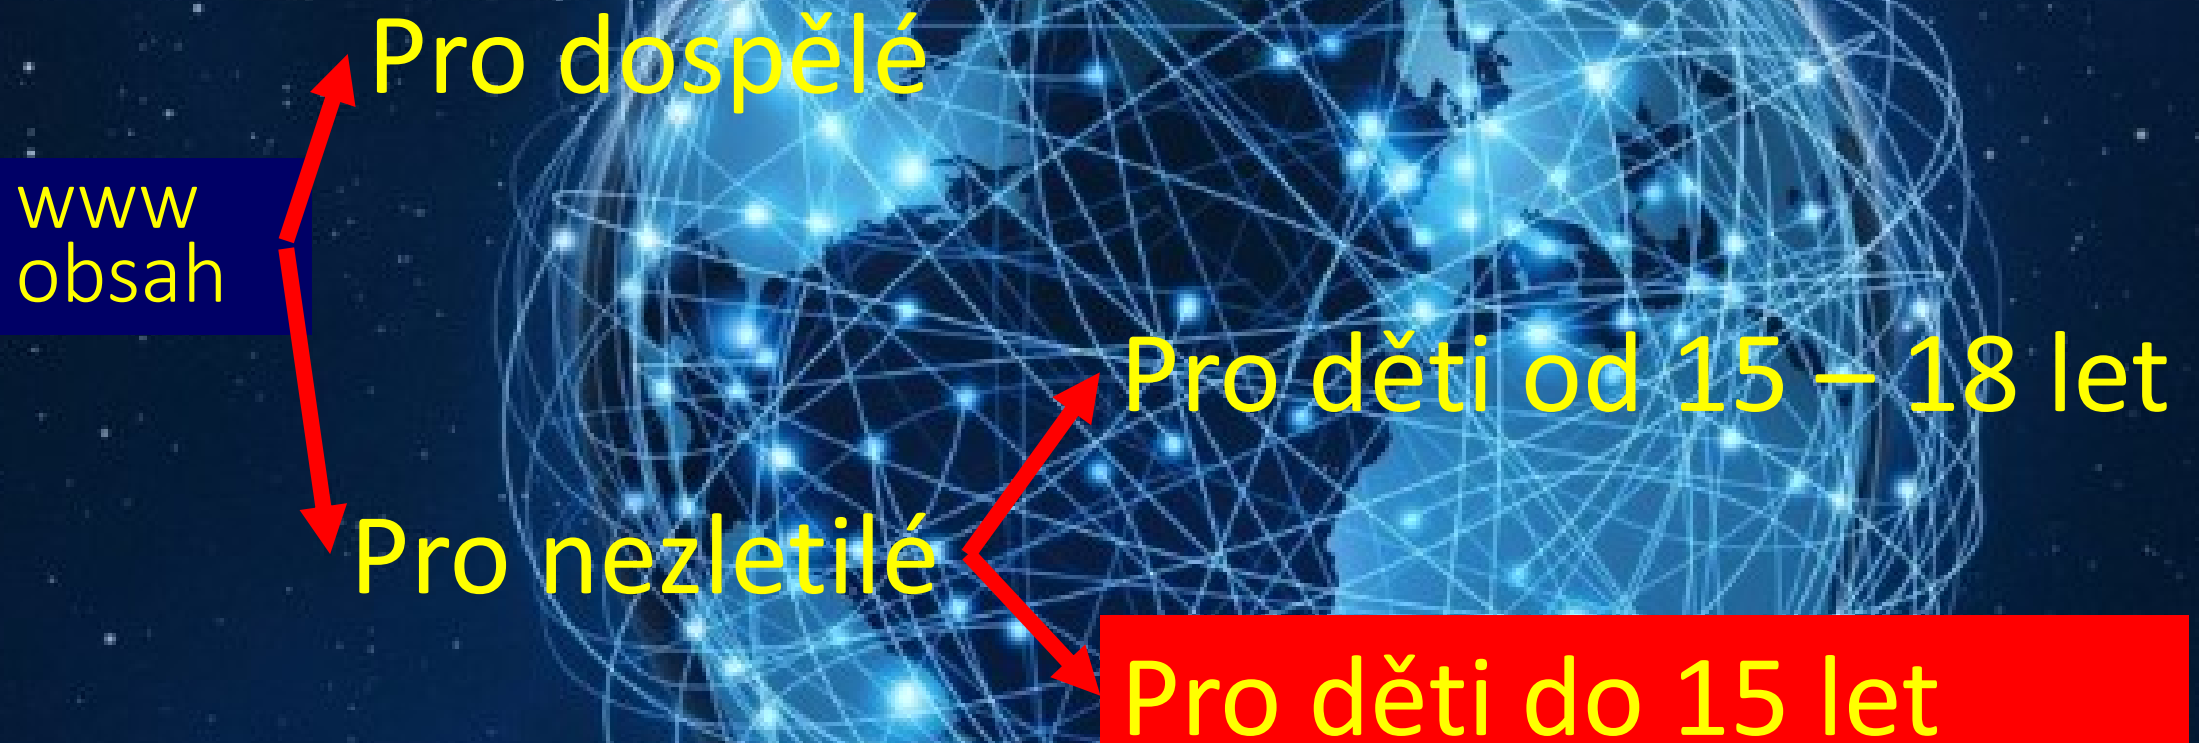 Pro dospělé
www
obsah
Pro děti od 15 – 18 let
Pro nezletilé
Pro děti do 15 let